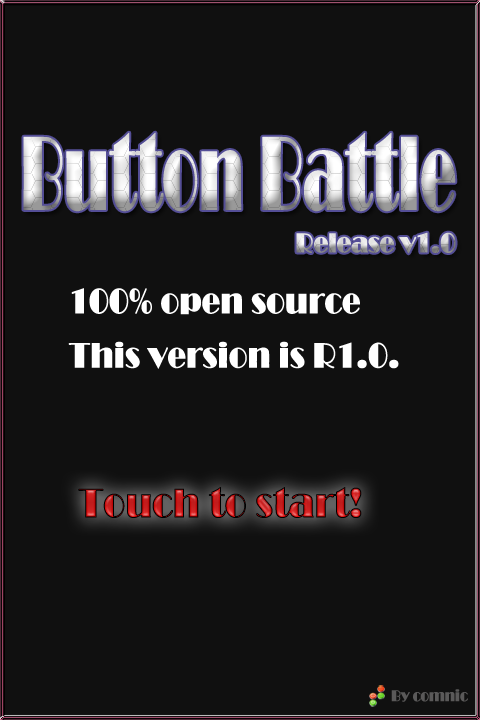 Button Battle
Release v1.0
100% open source
This version is R1.0.
Touch to start!
By comnic